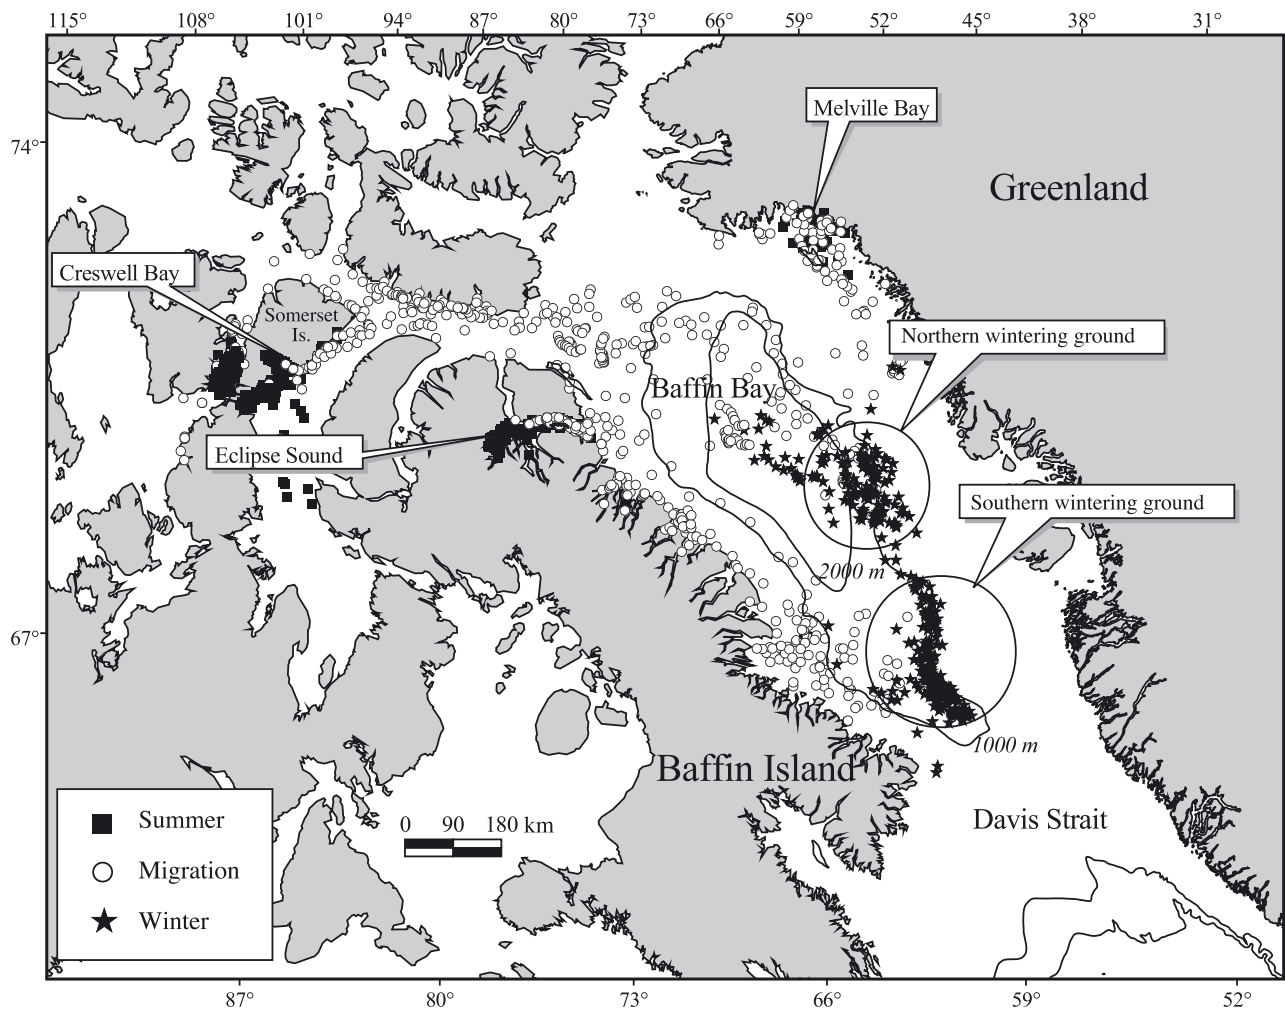 115° 108° 101° 94° 87° 80° 73° 66° 59° 52° 45° 38° 31°
Melville Bay
74°
Greenland
Creswell Bay
Somerset
Is.
Northern wintering ground
Baffin Bay
Eclipse Sound
Southern wintering ground
2000 m
67°
1000 m
Baffin Island
Summer
0 90 180 km
Davis Strait
Migration
Winter
87° 80° 73° 66° 59° 52°